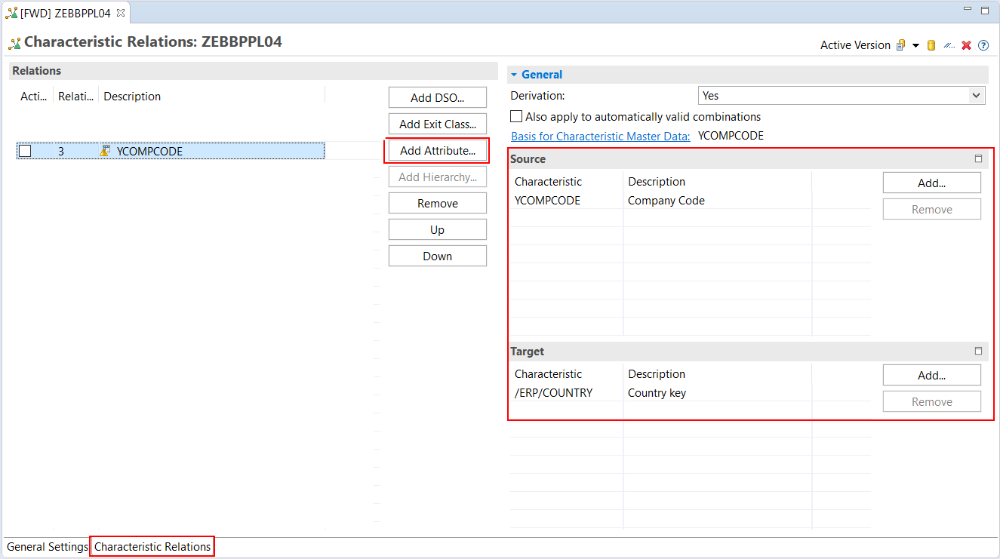 [FWD] ZEBBPPL04
Characteristic Relations: ZEBBPPL04
Active Version
Relations
Acti... Relati... Description
3 YCOMPCODE
Add DSO...
Add Exit Class...
Add Attribute...
Add Hierarchy...
Remove
Up
Down
General
Derivation: Yes
Also apply to automatically valid combinations
Basis for Characteristic Master Data: YCOMPCODE
Source
Characteristic Description
YCOMPCODE Company Code
Add...
Remove
Target
Characteristic Description
/ERP/COUNTRY Country key
Add...
Remove
General Settings Characteristic Relations